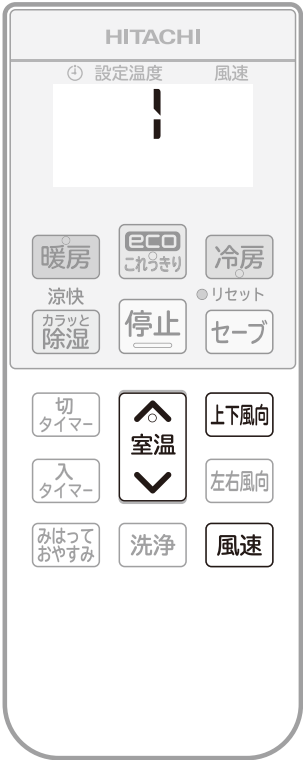 HITACHI
設定温度 風速
1
暖房
eco
これっきり
冷房
涼快
リセット
カラッと
除湿
停止
セーブ
切
タイマー
室温
上下風向
入
タイマー
左右風向
みはって
おやすみ
洗浄
風速